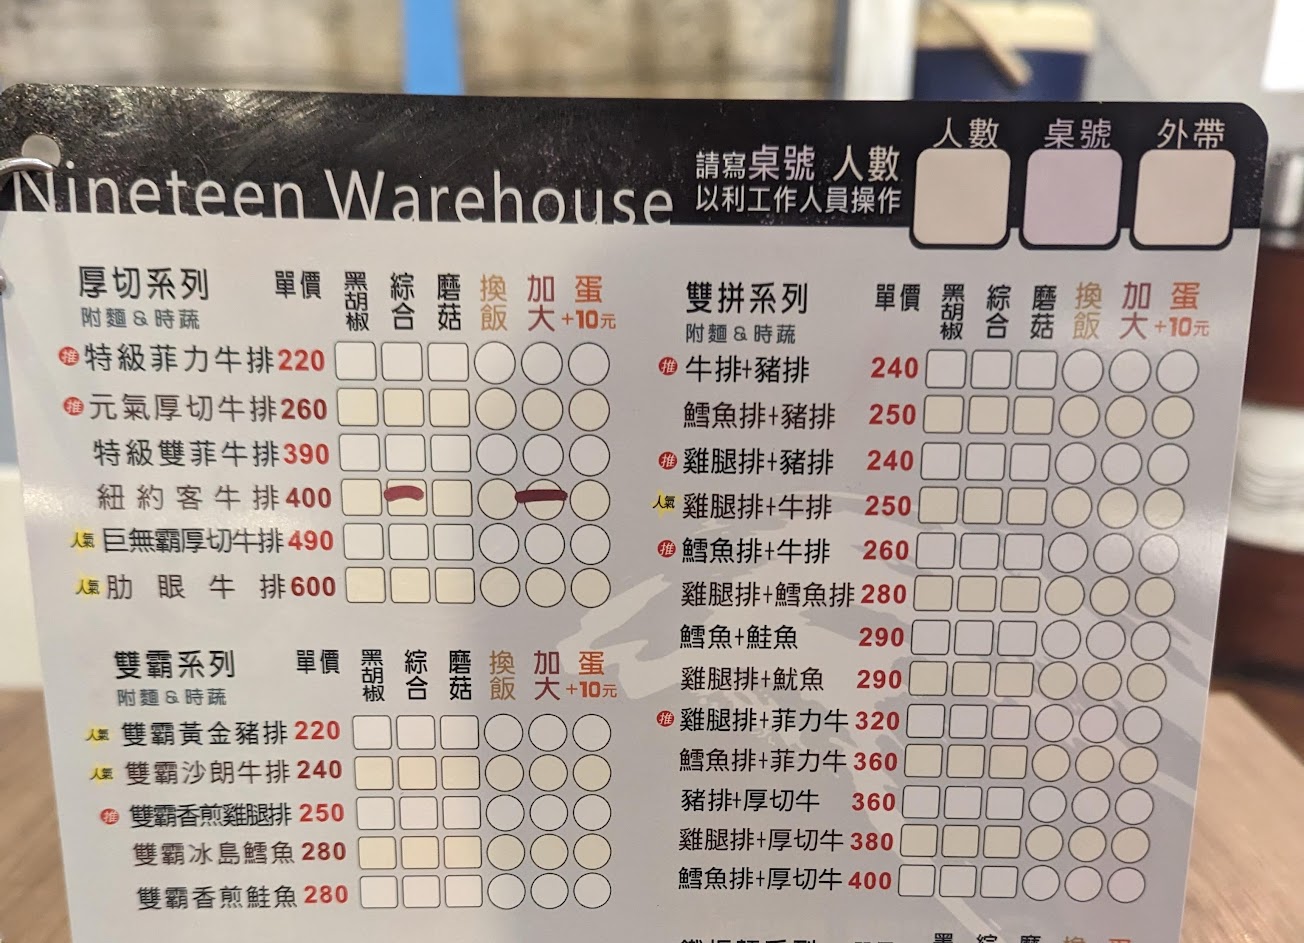 Nineteen Warehouse
請寫桌號 人數
以利工作人員操作
人數 桌號 外帶
厚切系列 單價 黑胡椒 綜合 磨菇 換飯 加大 蛋+10元
附麵&時蔬
推 特級菲力牛排 220
推 元氣厚切牛排 260
特級雙菲牛排 390
紐約客牛排 400
人氣 巨無霸厚切牛排 490
人氣 肋眼牛排 600
雙霸系列 單價 黑胡椒 綜合 磨菇 換飯 加大 蛋+10元
附麵&時蔬
人氣 雙霸黃金豬排 220
人氣 雙霸沙朗牛排 240
推 雙霸香煎雞腿排 250
雙霸冰島鱈魚 280
雙霸香煎鮭魚 280
雙拼系列 單價 黑胡椒 綜合 磨菇 換飯 加大 蛋+10元
附麵&時蔬
推 牛排+豬排 240
鱈魚排+豬排 250
推 雞腿排+豬排 240
人氣 雞腿排+牛排 250
推 鱈魚排+牛排 260
雞腿排+鱈魚排 280
鱈魚+鮭魚 290
雞腿排+魷魚 290
推 雞腿排+菲力牛 320
鱈魚排+菲力牛 360
豬排+厚切牛 360
雞腿排+厚切牛 380
鱈魚排+厚切牛 400